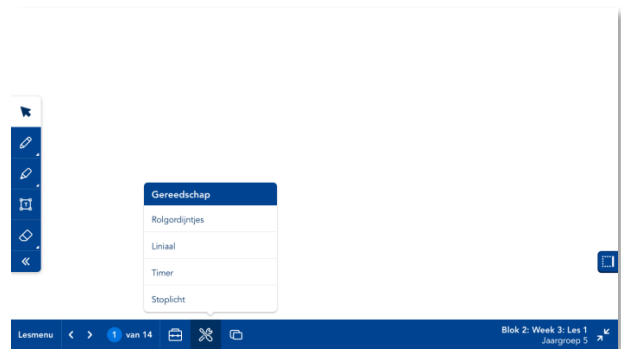 Gereedschap
Rolgordijntjes
Liniaal
Timer
Stoplicht
Lesmenu
1 van 14
Blok 2: Week 3: Les 1
Jaargroep 5